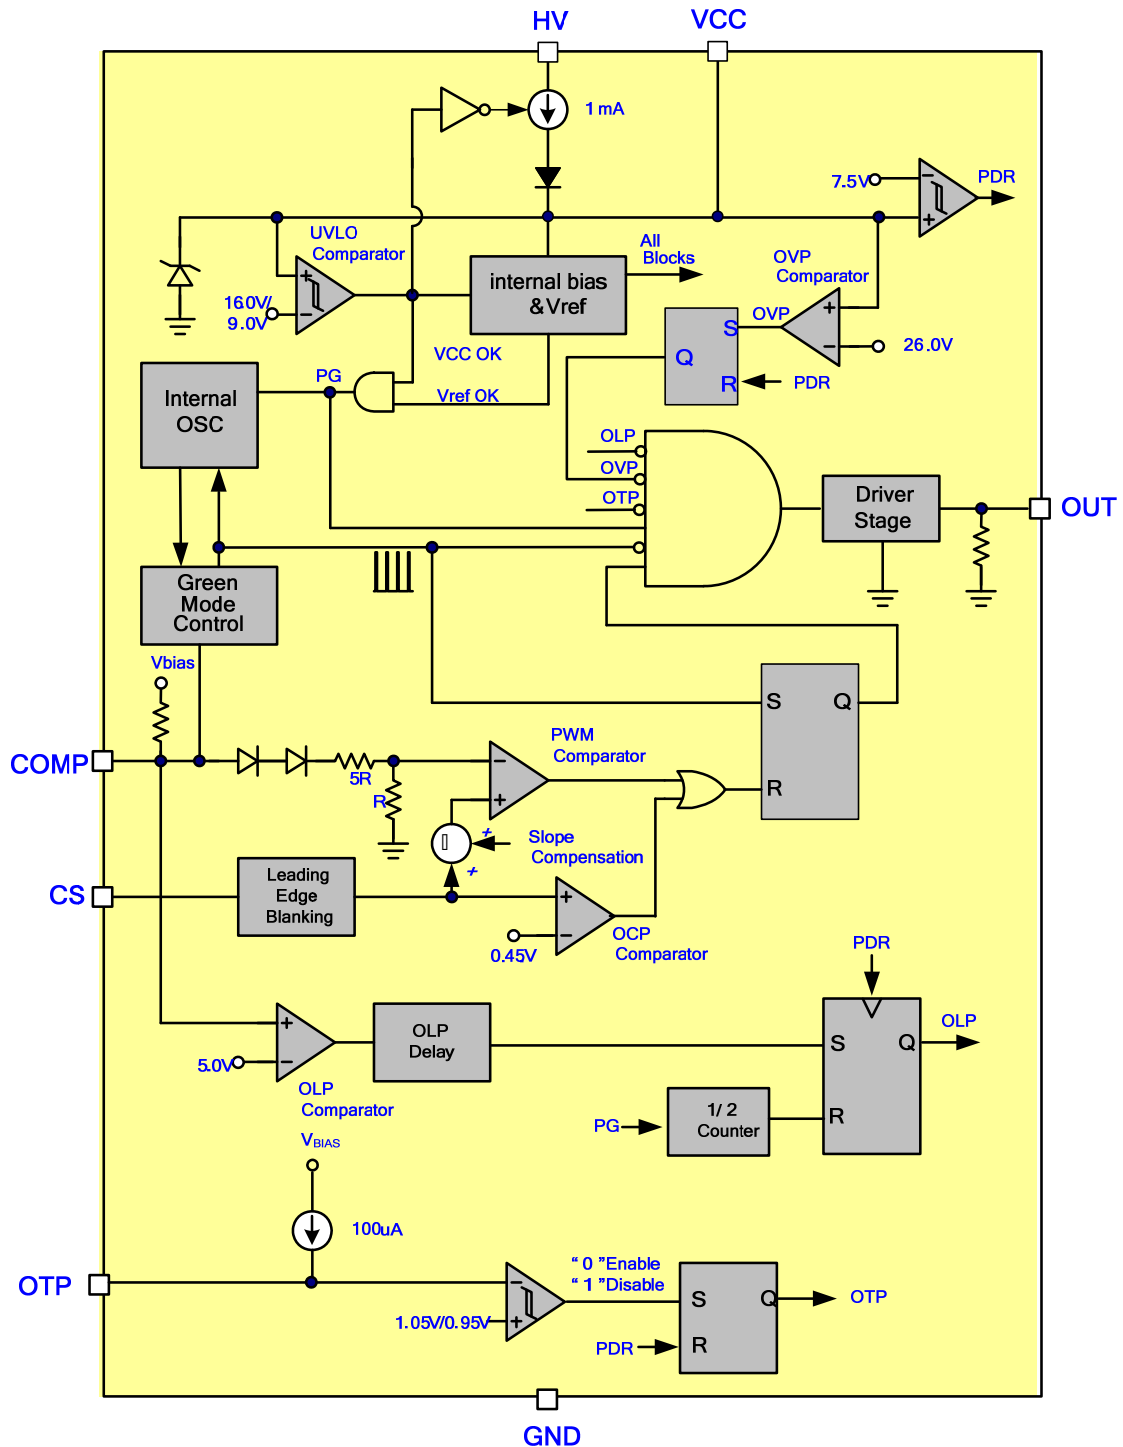 HV
VCC
1mA
7.5V
−
+
PDR
UVLO
Comparator
+
−
16.0V/
9.0V
internal bias
&Vref
All
Blocks
OVP
Comparator
+
−
26.0V
OVP
S
Q
R
PDR
VCC OK
Vref OK
PG
Internal
OSC
OLP
OVP
OTP
Driver
Stage
OUT
Green
Mode
Control
Vbias
COMP
5R
R
PWM
Comparator
−
+
S
Q
R
+
+
Slope
Compensation
CS
Leading
Edge
Blanking
+
−
0.45V
OCP
Comparator
PDR
+
−
5.0V
OLP
Comparator
OLP
Delay
S
Q
R
OLP
PG
1/ 2
Counter
VBIAS
100uA
OTP
−
+
1.05V/0.95V
“ 0 ”Enable
“ 1 ”Disable
S
Q
R
OTP
PDR
GND